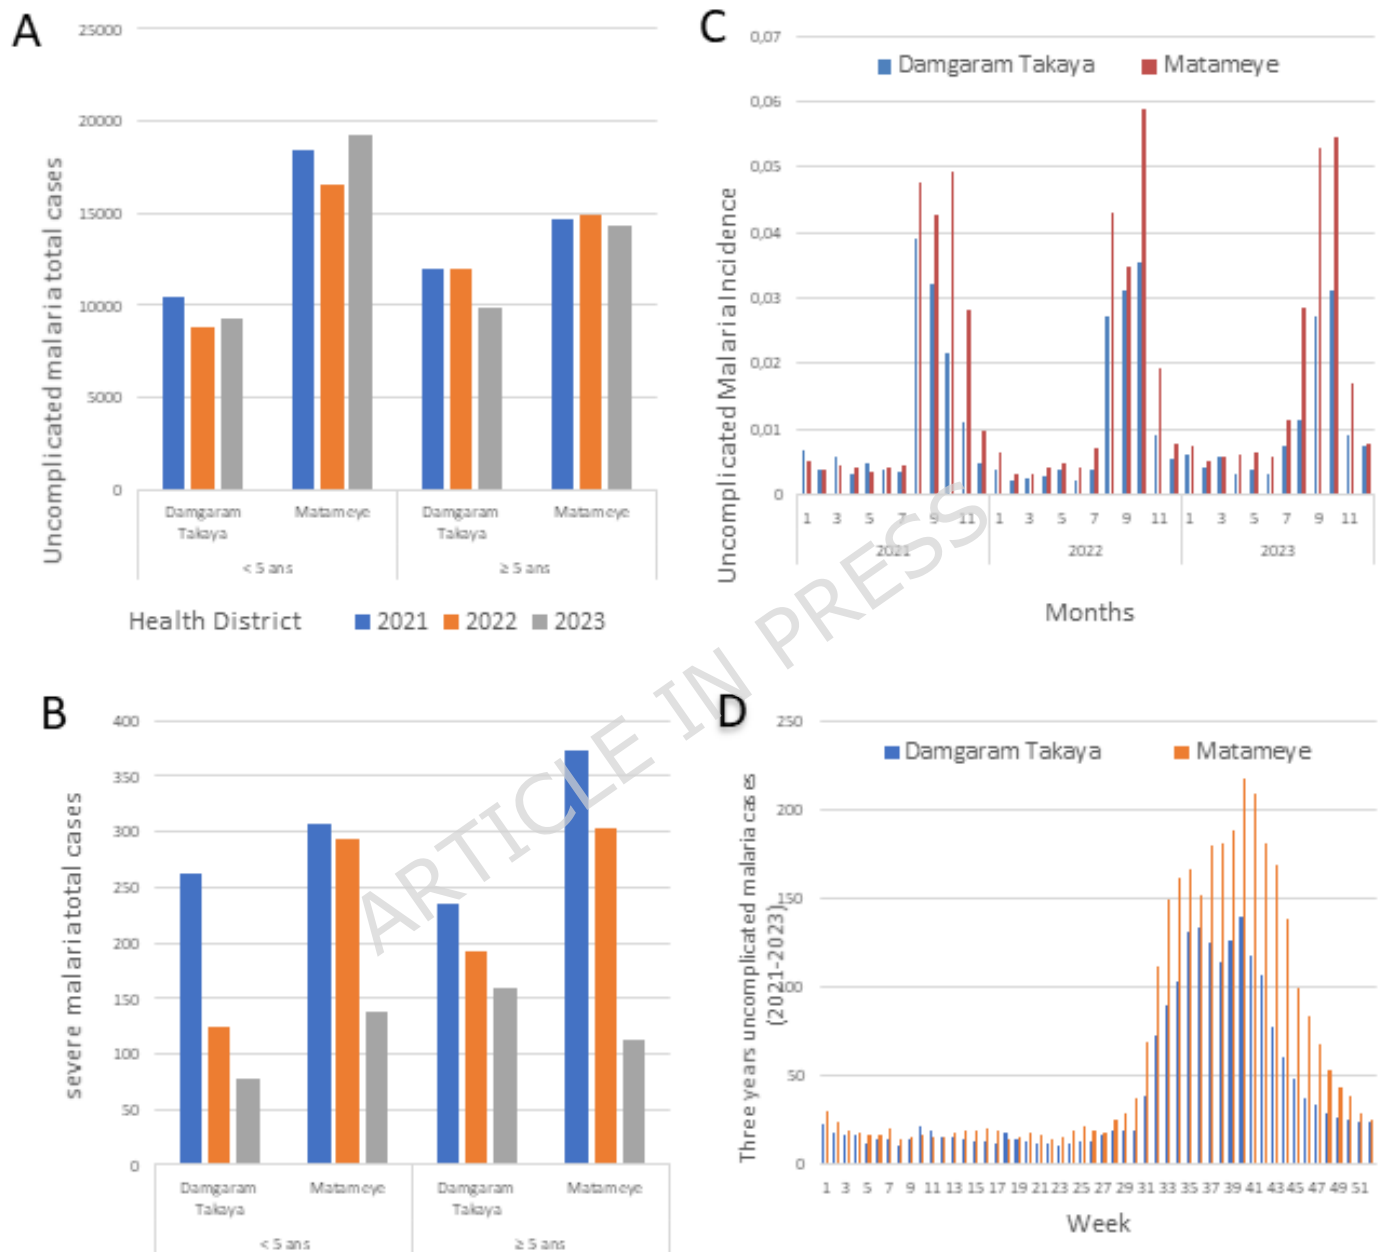 A
25000
20000
15000
10000
5000
0
Uncomplicated malaria total cases
Damgaram Takaya
Matameye
Damgaram Takaya
Matameye
< 5 ans
≥ 5 ans
Health District
2021
2022
2023
C
0,07
0,06
0,05
0,04
0,03
0,02
0,01
0
Uncomplicated Malaria Incidence
Damgaram Takaya
Matameye
1 3 5 7 9 11 1 3 5 7 9 11 1 3 5 7 9 11
2021
2022
2023
Months
B
400
350
300
250
200
150
100
50
0
severe malaria total cases
Damgaram Takaya
Matameye
Damgaram Takaya
Matameye
< 5 ans
≥ 5 ans
D
250
200
150
100
50
0
Three years uncomplicated malaria cases
(2021-2023)
Damgaram Takaya
Matameye
1 3 5 7 9 11 13 15 17 19 21 23 25 27 29 31 33 35 37 39 41 43 45 47 49 51
Week
ARTICLE IN PRESS